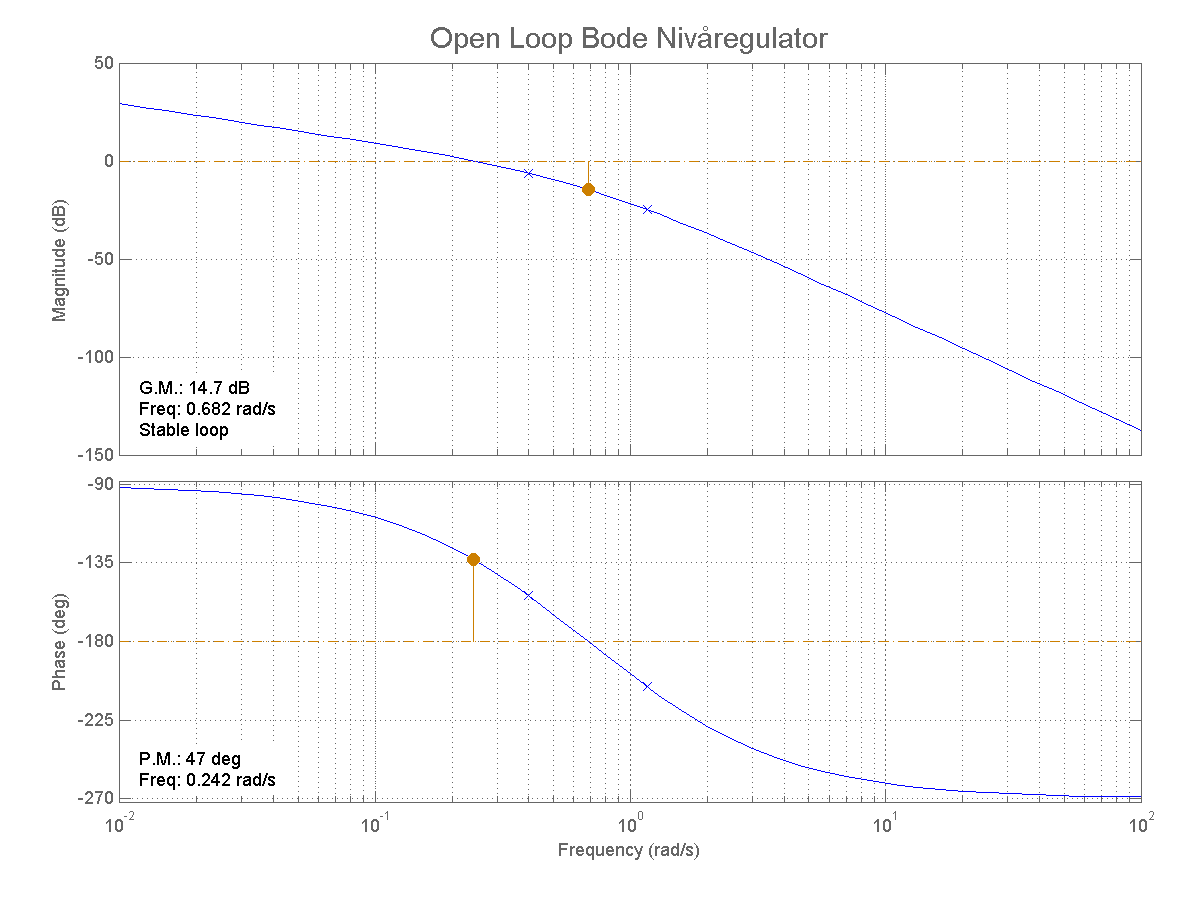 Open Loop Bode Nivåregulator
50
0
-50
-100
-150
Magnitude (dB)
G.M.: 14.7 dB
Freq: 0.682 rad/s
Stable loop
-90
-135
-180
-225
-270
Phase (deg)
P.M.: 47 deg
Freq: 0.242 rad/s
10^-2 10^-1 10^0 10^1 10^2
Frequency (rad/s)